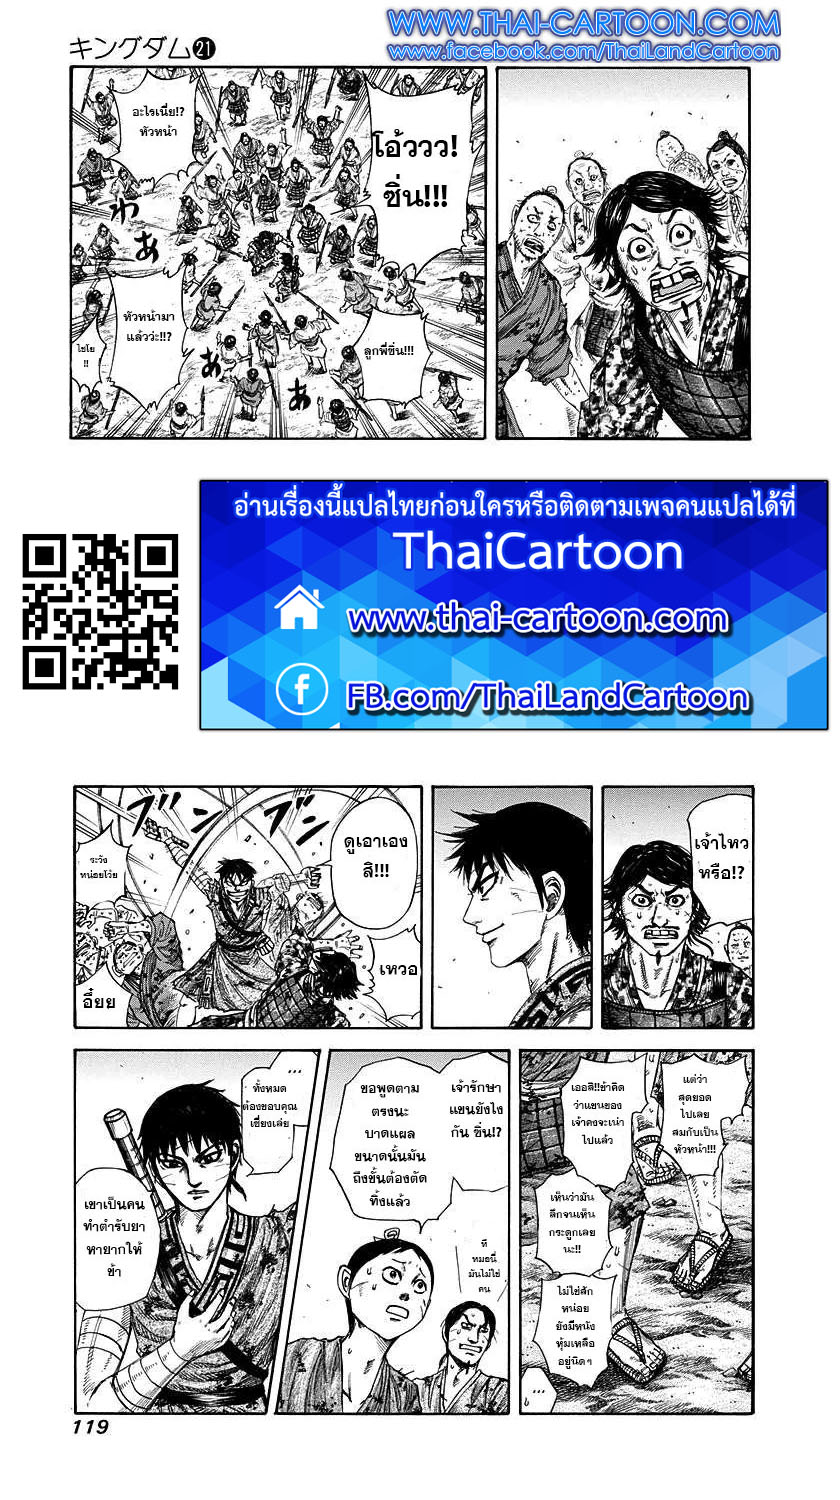 WWW.THAI-CARTOON.COM
www.facebook.com/ThaiLandCartoon
キングダム21
อะไรเนี่ย!?
หัวหน้า
โอ้ววว!
ซิ่น!!!
わ
あ
หัวหน้ามา
แล้วว่ะ!!?
ไชโย
!!
ลูกพี่ซิ่น!!!
あ
あ
อ่านเรื่องนี้แปลไทยก่อนใครหรือติดตามเพจคนแปลได้ที่
ThaiCartoon
www.thai-cartoon.com
FB.com/ThaiLandCartoon
เจ้าไหว
หรือ!?
ブン
ブン
ดูเอาเอง
สิ!!!
ระวัง
หน่อยโว้ย
เหวอ
อี๋ยย
แต่ว่า
สุดยอด
ไปเลย
สมกับเป็น
หัวหน้า!!!
เออสิ!!ข้าคิด
ว่าแขนของ
เจ้าคงจะเน่า
ไปแล้ว
เห็นว่ามัน
ลึกจนเห็น
กระดูกเลย
นะ!!
ไม่ใช่สัก
หน่อย
ยังมีหนัง
หุ้มเหลือ
อยู่นิดๆ
...
เจ้ารักษา
แขนยังไง
กัน ซิ่น!?
ขอพูดตาม
ตรงนะ
บาดแผล
ขนาดนั้นมัน
ถึงขั้นต้องตัด
ทิ้งแล้ว
ที
หมอนี่
มันไม่ใช่
คน
...
ทั้งหมด
ต้องขอบคุณ
เชี่ยงเล่ย
เขาเป็นคน
ทำตำรับยา
หายากให้
ข้า
119